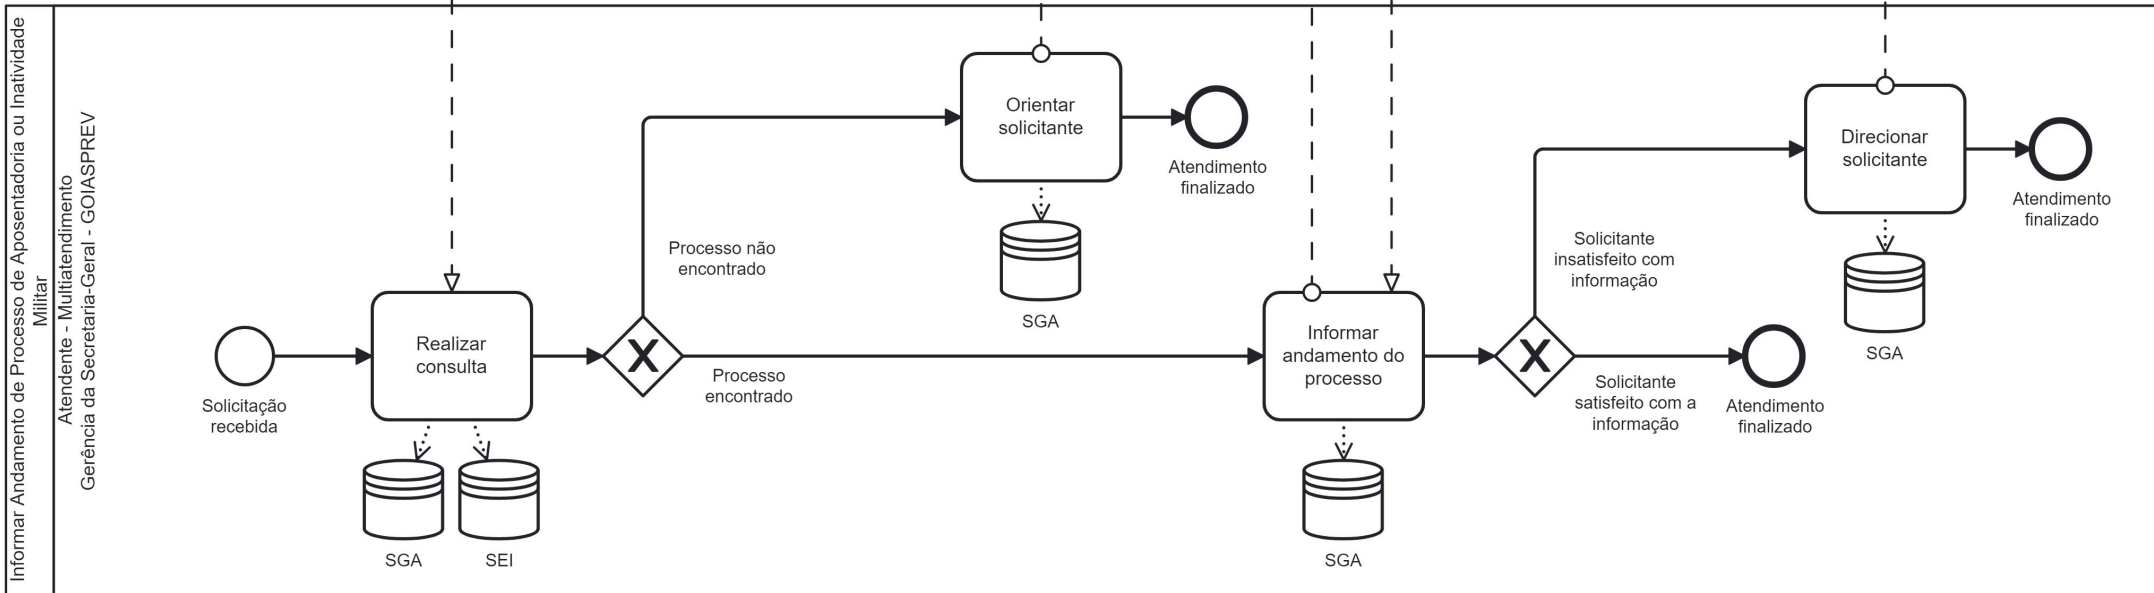 Informar Andamento de Processo de Aposentadoria ou Inatividade
Militar
Atendente - Multiatendimento
Gerência da Secretaria-Geral - GOIASPREV
Solicitação
recebida
Realizar
consulta
SGA
SEI
Processo não
encontrado
Processo
encontrado
Orientar
solicitante
SGA
Atendimento
finalizado
Informar
andamento do
processo
SGA
Solicitante
insatisfeito com
informação
Solicitante
satisfeito com a
informação
Atendimento
finalizado
Direcionar
solicitante
SGA
Atendimento
finalizado